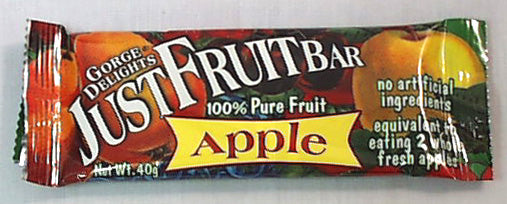 GORGE®
DELIGHTS
JUSTFRUITBAR
100% Pure Fruit
Apple
Net Wt. 40g
no artificial
ingredients
equivalent to
eating 2 whole
fresh apples